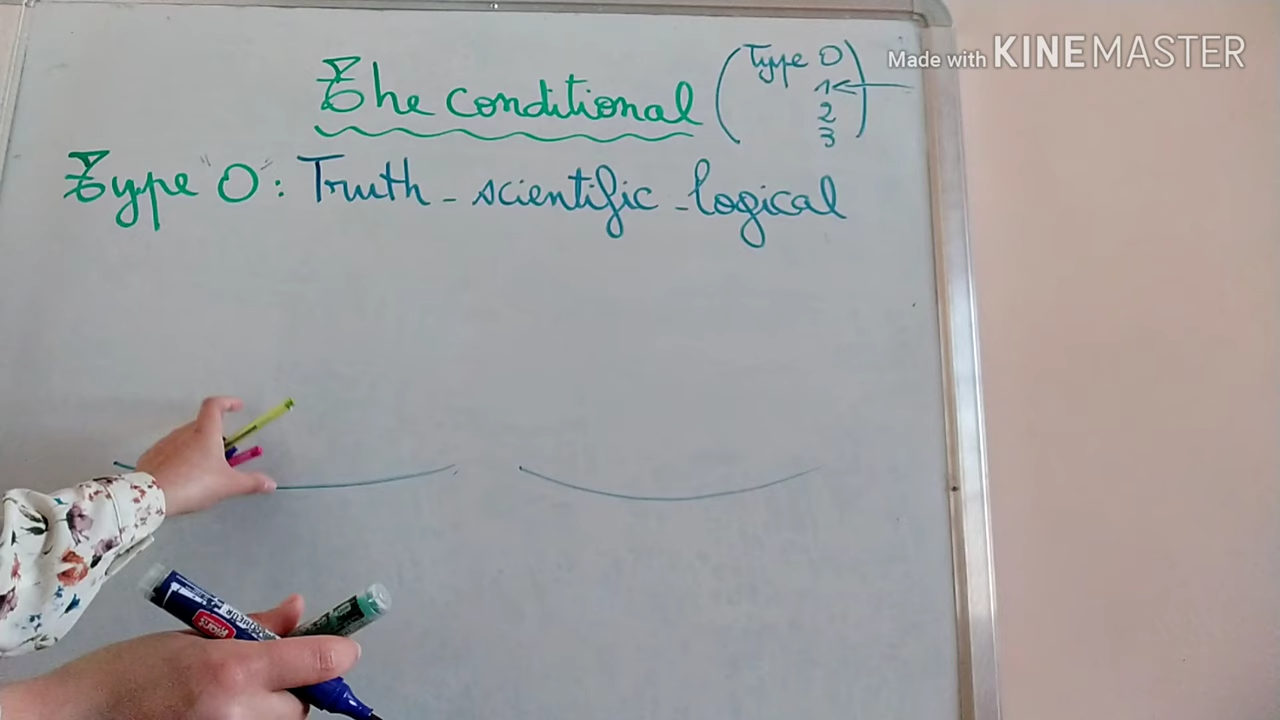 The conditional (Type 0
1
2
3)
Type "0": Truth - scientific - logical
Made with KINEMASTER